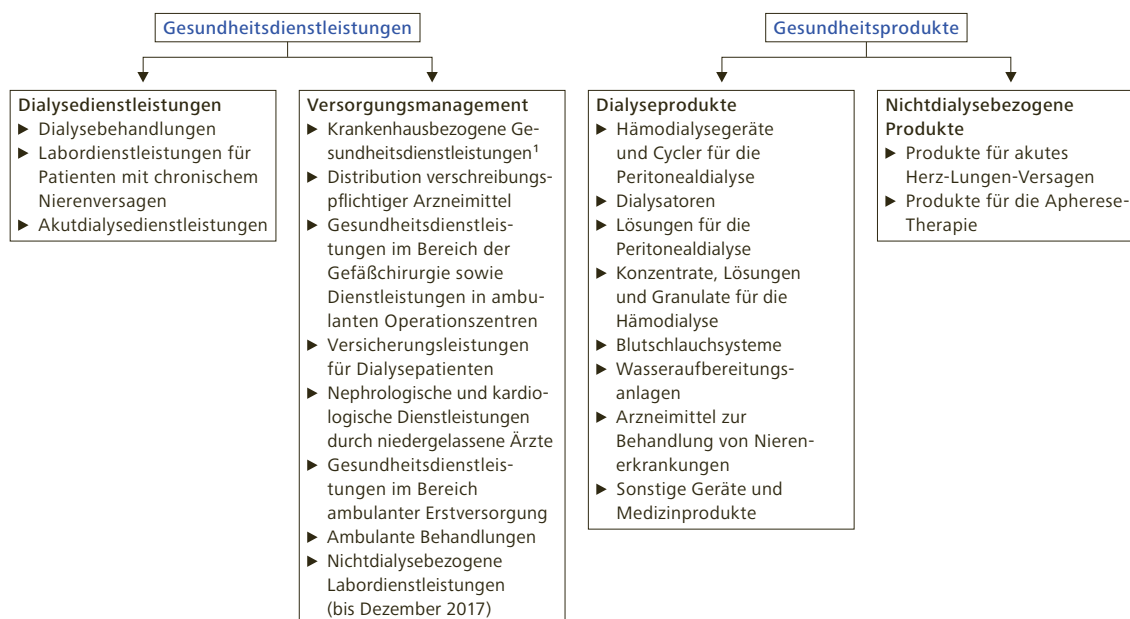 Gesundheitsdienstleistungen
Gesundheitsprodukte
Dialysedienstleistungen
► Dialysebehandlungen
► Labordienstleistungen für
Patienten mit chronischem
Nierenversagen
► Akutdialysedienstleistungen
Versorgungsmanagement
► Krankenhausbezogene Ge-
sundheitsdienstleistungen¹
► Distribution verschreibungs-
pflichtiger Arzneimittel
► Gesundheitsdienstleis-
tungen im Bereich der
Gefäßchirurgie sowie
Dienstleistungen in ambu-
lanten Operationszentren
► Versicherungsleistungen
für Dialysepatienten
► Nephrologische und kardio-
logische Dienstleistungen
durch niedergelassene Ärzte
► Gesundheitsdienstleis-
tungen im Bereich
ambulanter Erstversorgung
► Ambulante Behandlungen
► Nichtdialysebezogene
Labordienstleistungen
(bis Dezember 2017)
Dialyseprodukte
► Hämodialysegeräte
und Cycler für die
Peritonealdialyse
► Dialysatoren
► Lösungen für die
Peritonealdialyse
► Konzentrate, Lösungen
und Granulate für die
Hämodialyse
► Blutschlauchsysteme
► Wasseraufbereitungs-
anlagen
► Arzneimittel zur
Behandlung von Nieren-
erkrankungen
► Sonstige Geräte und
Medizinprodukte
Nichtdialysebezogene
Produkte
► Produkte für akutes
Herz-Lungen-Versagen
► Produkte für die Apherese-
Therapie